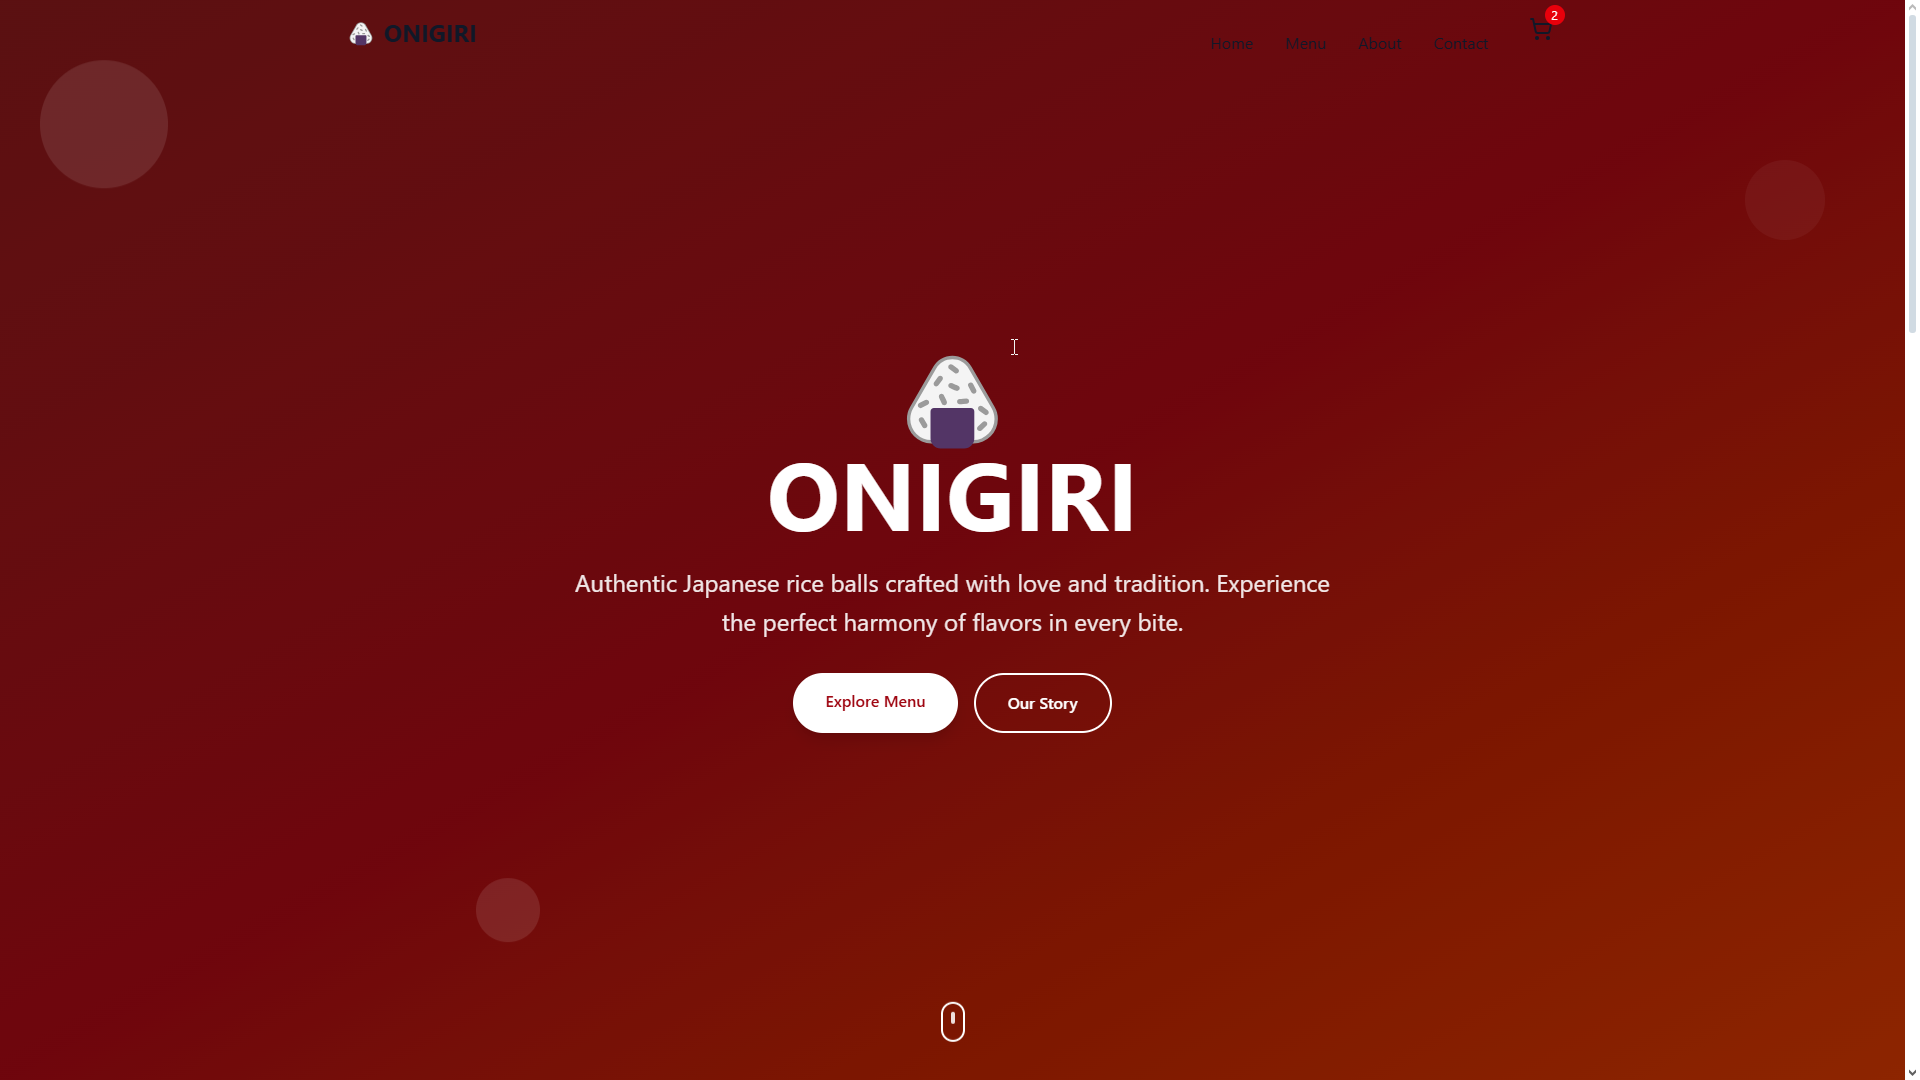 ONIGIRI
Home
Menu
About
Contact
2
ONIGIRI
Authentic Japanese rice balls crafted with love and tradition. Experience
the perfect harmony of flavors in every bite.
Explore Menu
Our Story